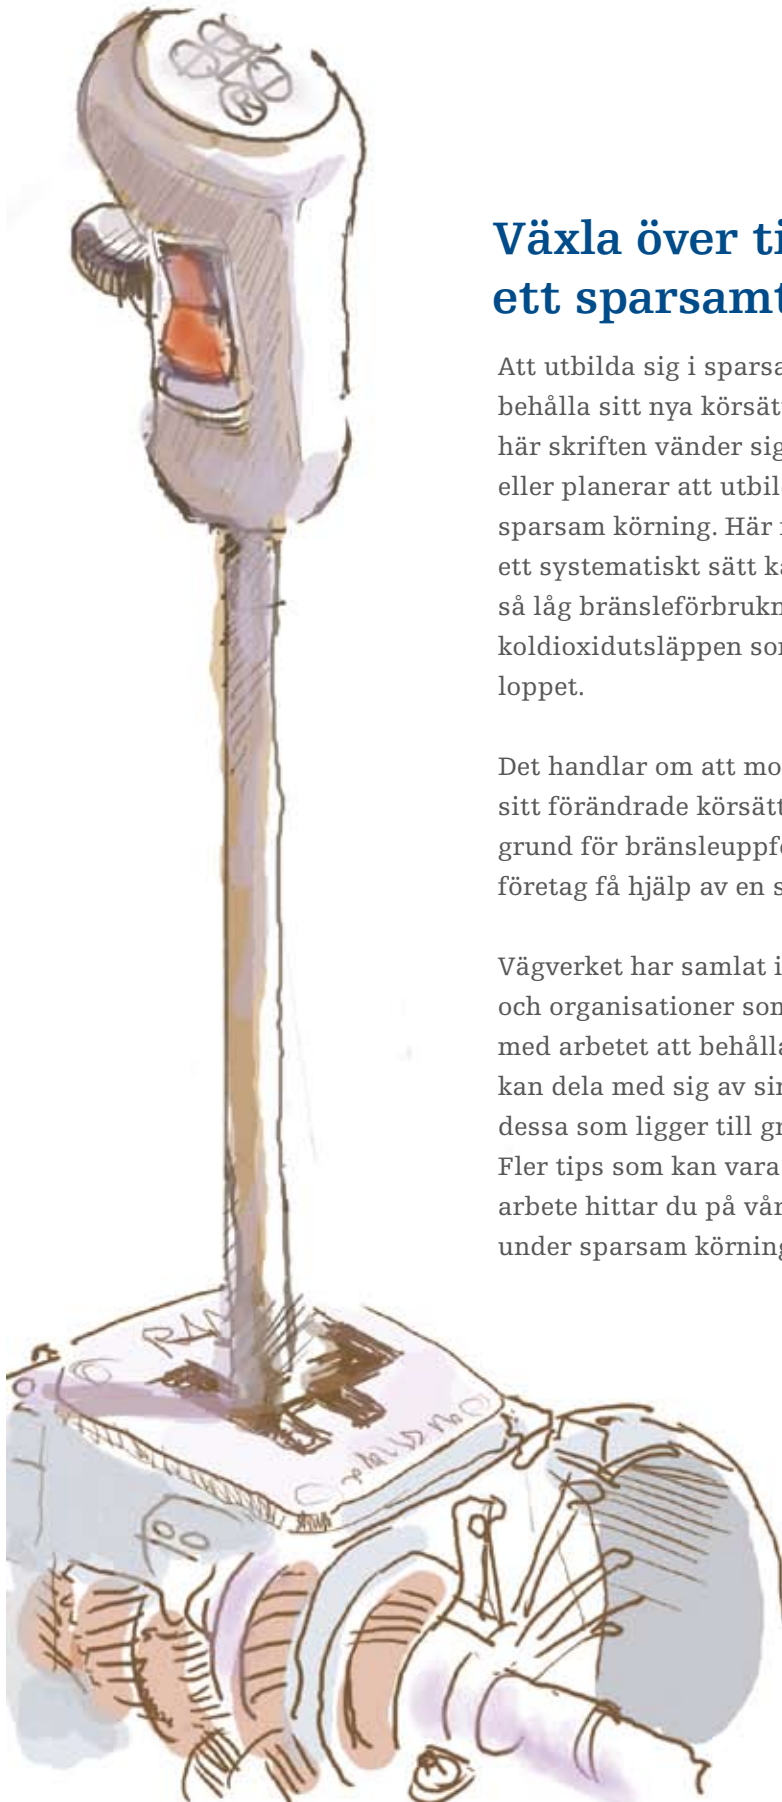 R
Växla över ti
ett sparsamt
Att utbilda sig i sparsa
behålla sitt nya körsätt
här skriften vänder sig
eller planerar att utbil
sparsam körning. Här
ett systematiskt sätt ka
så låg bränsleförbrukn
koldioxidutsläppen so
loppet.
Det handlar om att mo
sitt förändrade körsätt
grund för bränsleuppf
företag få hjälp av en s
Vägverket har samlat i
och organisationer som
med arbetet att behålla
kan dela med sig av sin
dessa som ligger till gr
Fler tips som kan vara
arbete hittar du på vår
under sparsam körning